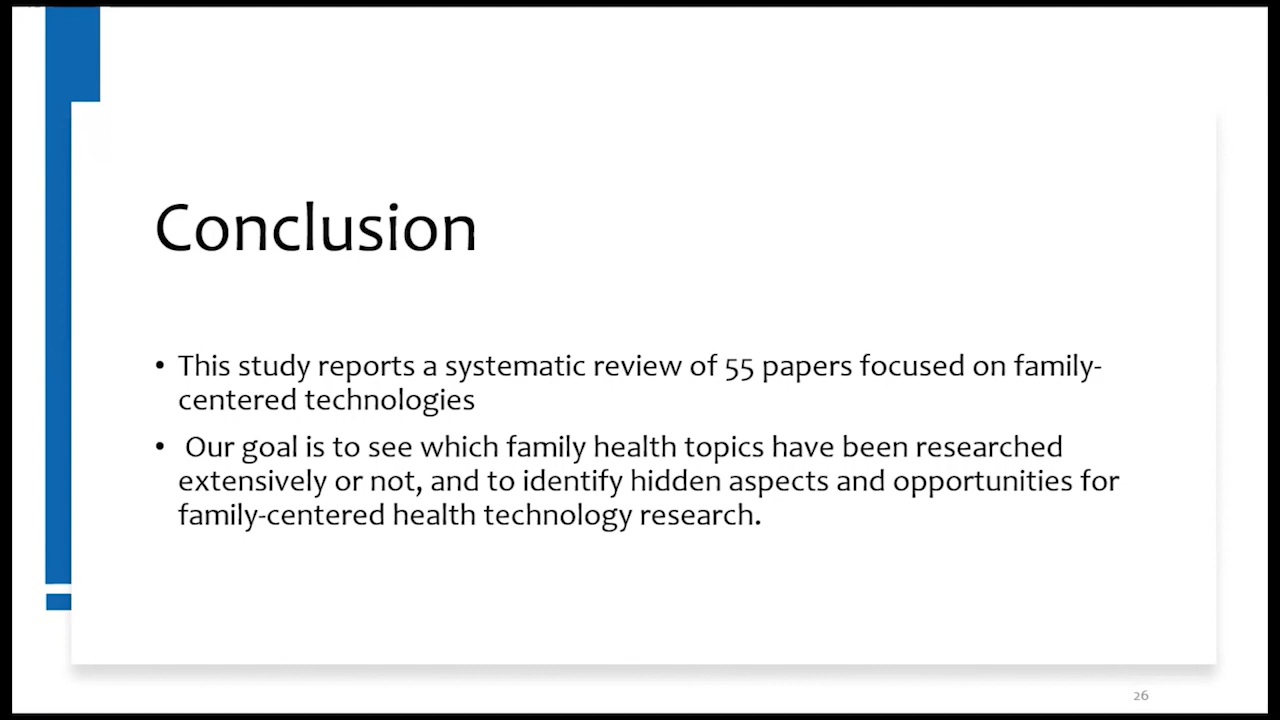 Conclusion
• This study reports a systematic review of 55 papers focused on family-
centered technologies
• Our goal is to see which family health topics have been researched
extensively or not, and to identify hidden aspects and opportunities for
family-centered health technology research.
26